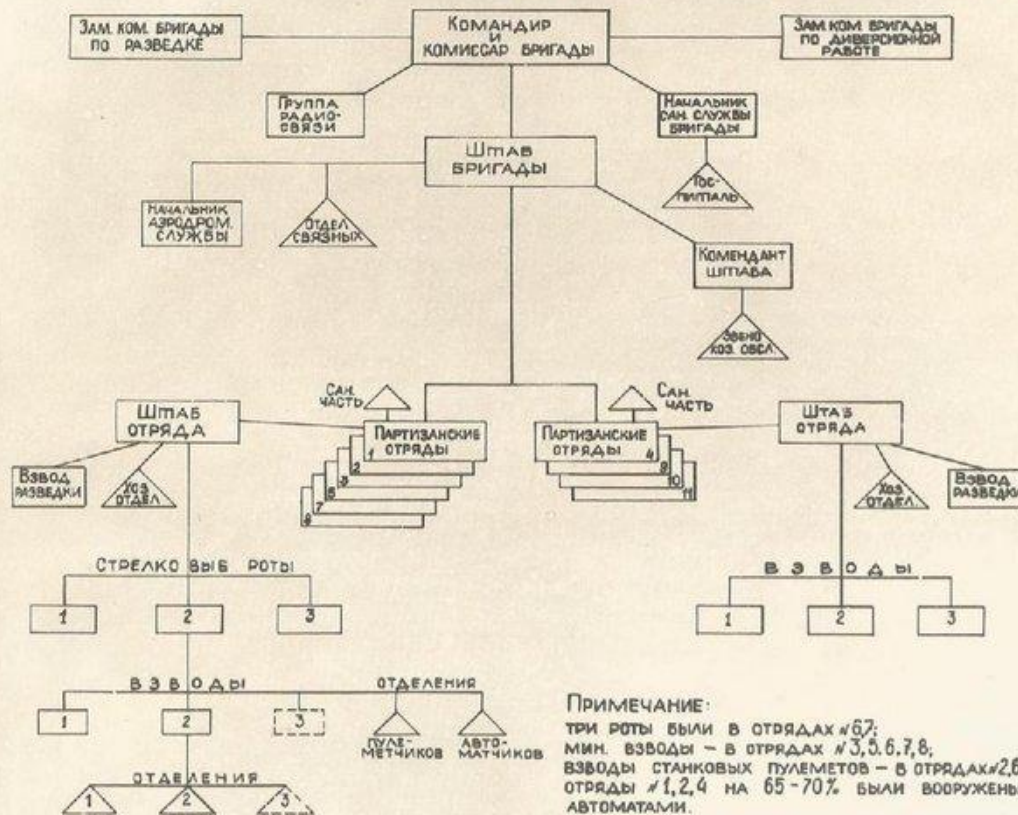 ЗАМ. КОМ. БРИГАДЫ
ПО РАЗВЕДКЕ
КОМАНДИР
И
КОМИССАР БРИГАДЫ
ЗАМ. КОМ. БРИГАДЫ
ПО ДИВЕРСИОННОЙ
РАБОТЕ
ГРУППА
РАДИО-
СВЯЗИ
НАЧАЛЬНИК
САН. СЛУЖБЫ
БРИГАДЫ
ШТАБ
БРИГАДЫ
ГОС-
ПИТАЛЬ
НАЧАЛЬНИК
АЭРОДРОМ.
СЛУЖБЫ
ОТДЕЛ
СВЯЗНЫХ
КОМЕНДАНТ
ШТАБА
ЗВЕНО
ХОЗ. ОБСЛ.
САН.
ЧАСТЬ
САН.
ЧАСТЬ
ШТАБ
ОТРЯДА
ПАРТИЗАНСКИЕ
ОТРЯДЫ
1
2
3
5
7
ПАРТИЗАНСКИЕ
ОТРЯДЫ
4
9
10
11
ШТАБ
ОТРЯДА
ВЗВОД
РАЗВЕДКИ
ХОЗ.
ОТДЕЛ
ХОЗ.
ОТДЕЛ.
ВЗВОД
РАЗВЕДКИ
СТРЕЛКОВЫЕ РОТЫ
1 2 3
ВЗВОДЫ
1 2 3
ВЗВОДЫ
1 2 3
ОТДЕЛЕНИЯ
ПУЛЕ-
МЕТЧИКОВ
АВТО-
МАТЧИКОВ
ОТДЕЛЕНИЯ
1 2 3
ПРИМЕЧАНИЕ:
ТРИ РОТЫ БЫЛИ В ОТРЯДАХ №6,7;
МИН. ВЗВОДЫ – В ОТРЯДАХ №3,5,6,7,8;
ВЗВОДЫ СТАНКОВЫХ ПУЛЕМЕТОВ – В ОТРЯДАХ №2,6
ОТРЯДЫ №1,2,4 НА 65-70% БЫЛИ ВООРУЖЕНЫ
АВТОМАТАМИ.